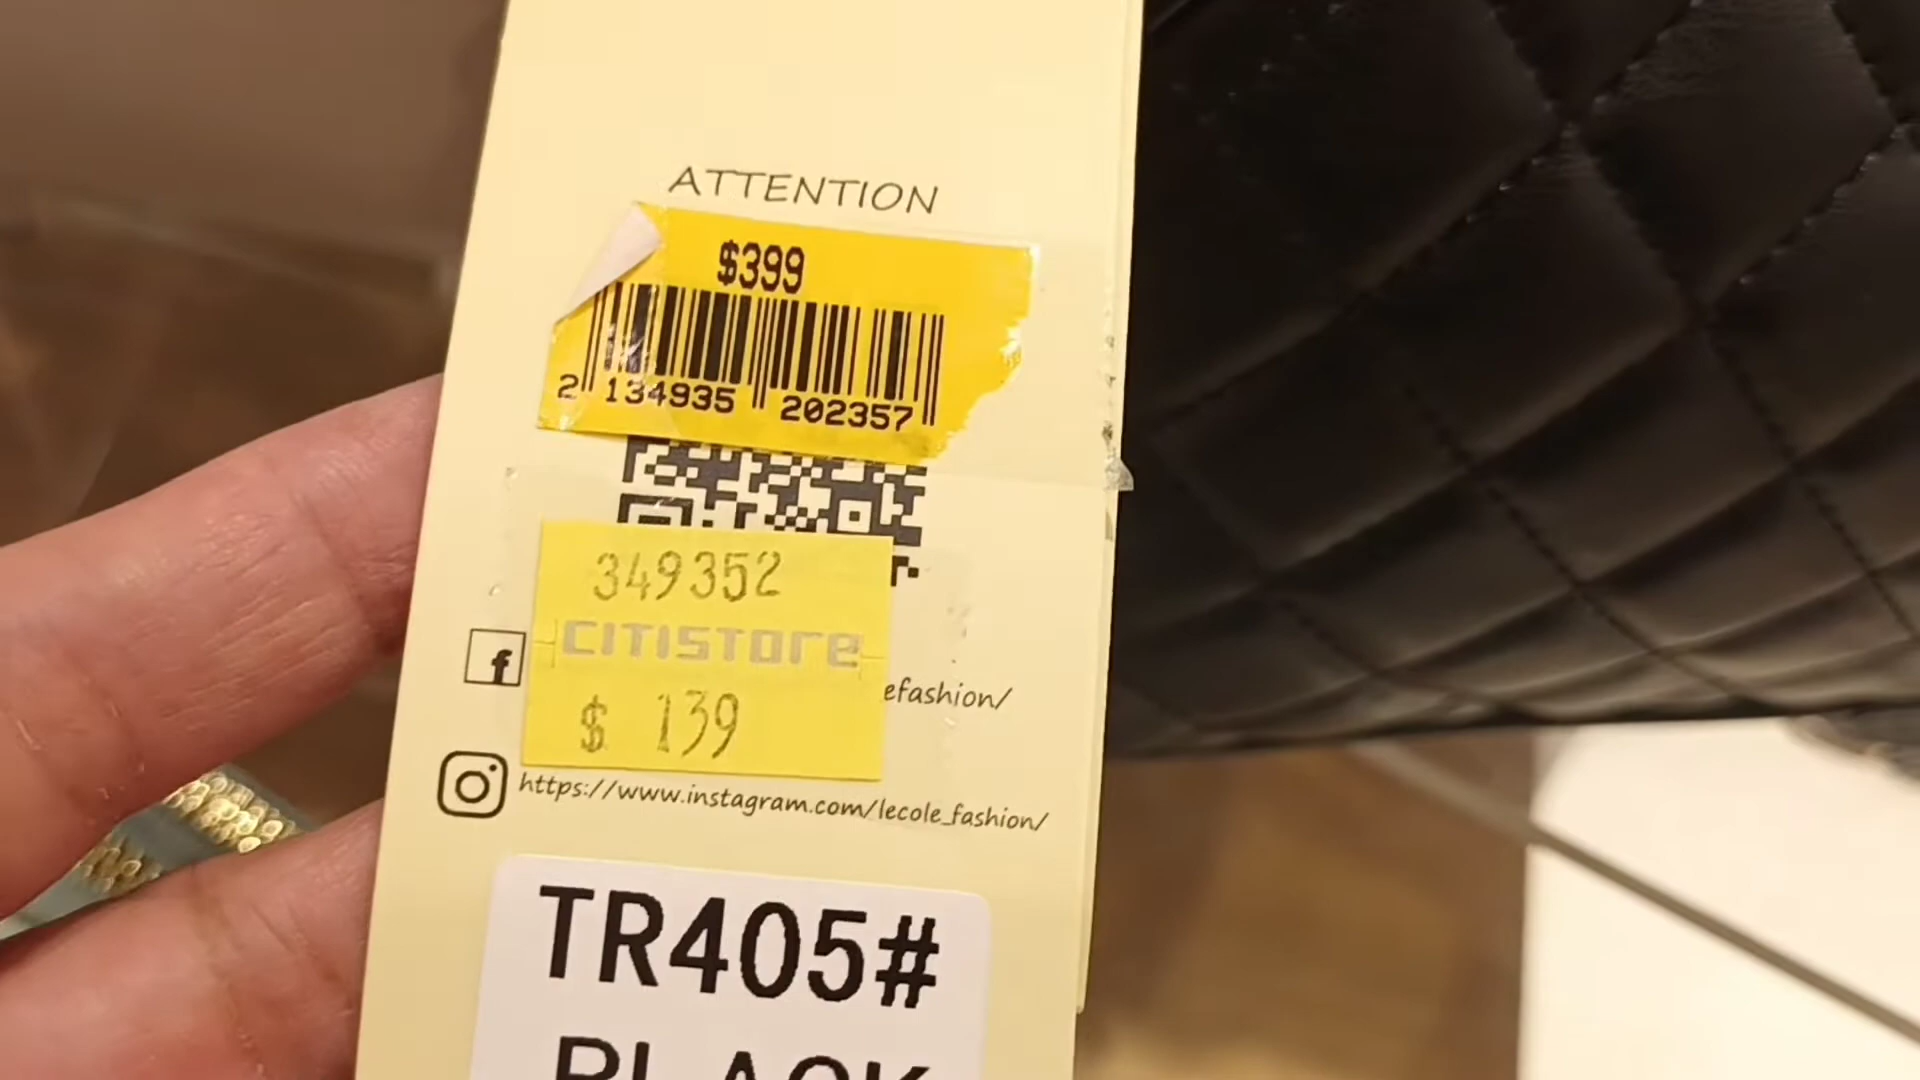 ATTENTION
$399
2 134935 202357
349352
CITISTORE
$ 139
efashion/
https://www.instagram.com/lecole_fashion/
TR405#
BLACK